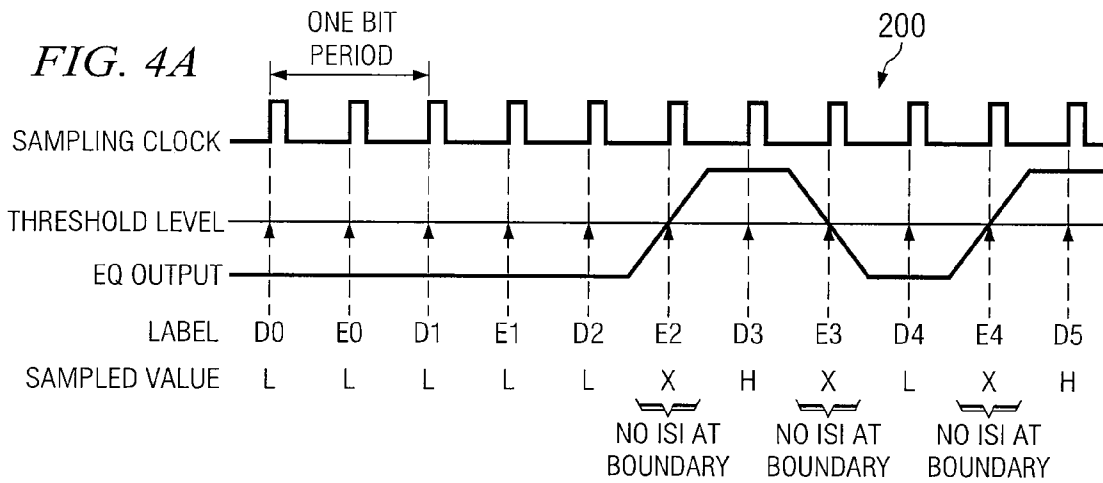 FIG. 4A
ONE BIT
PERIOD
200
SAMPLING CLOCK
THRESHOLD LEVEL
EQ OUTPUT
LABEL D0 E0 D1 E1 D2 E2 D3 E3 D4 E4 D5
SAMPLED VALUE L L L L L X H X L X H
NO ISI AT
BOUNDARY
NO ISI AT
BOUNDARY
NO ISI AT
BOUNDARY